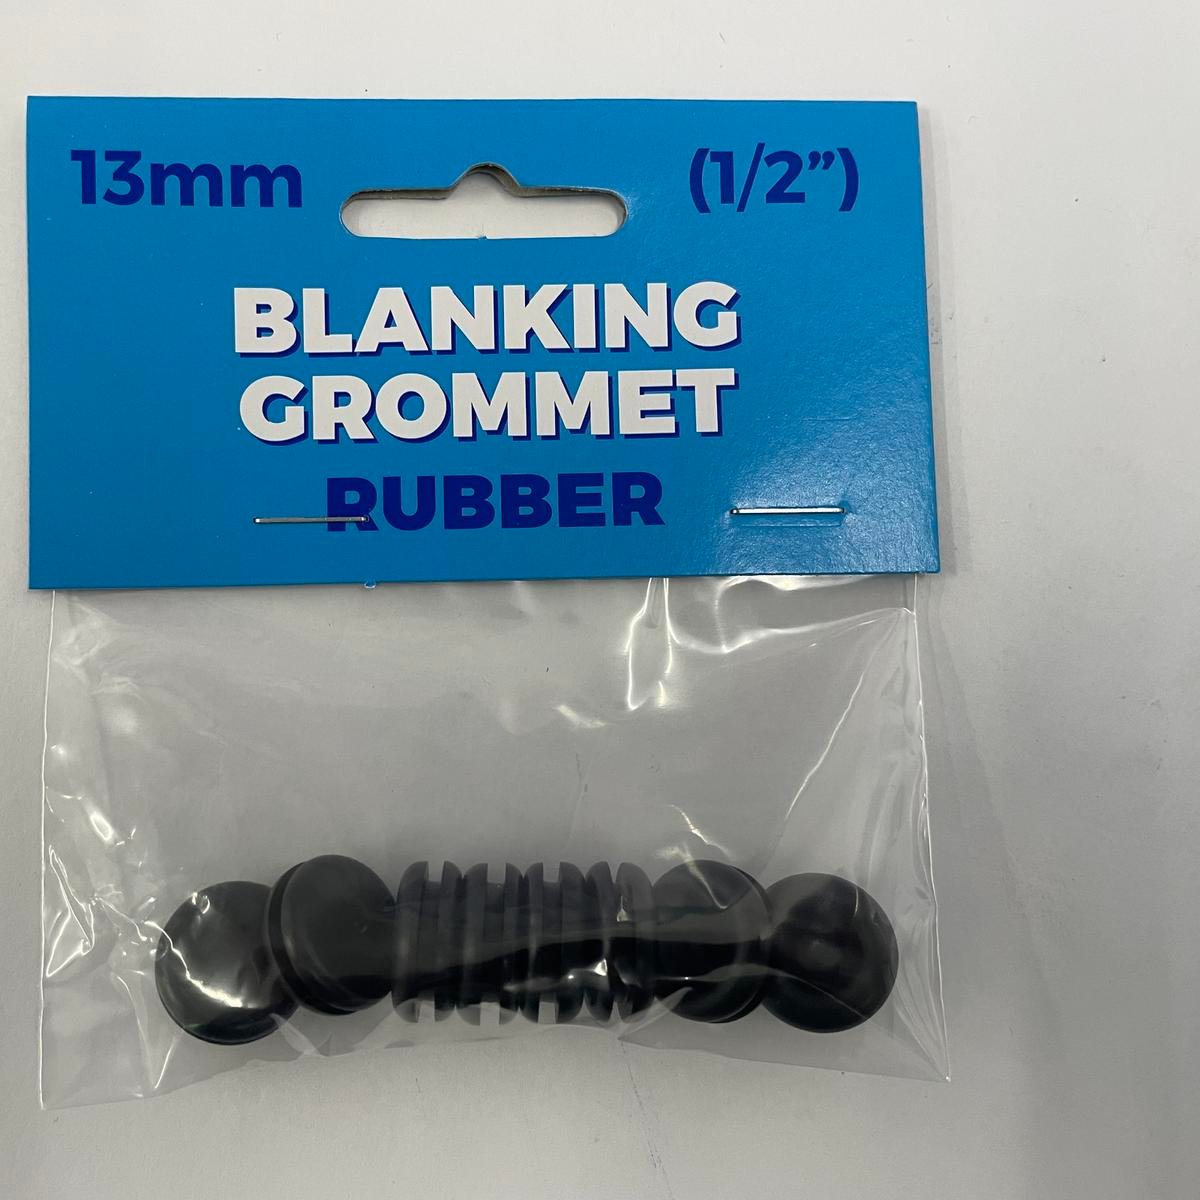 13mm (1/2”)
BLANKING
GROMMET
RUBBER